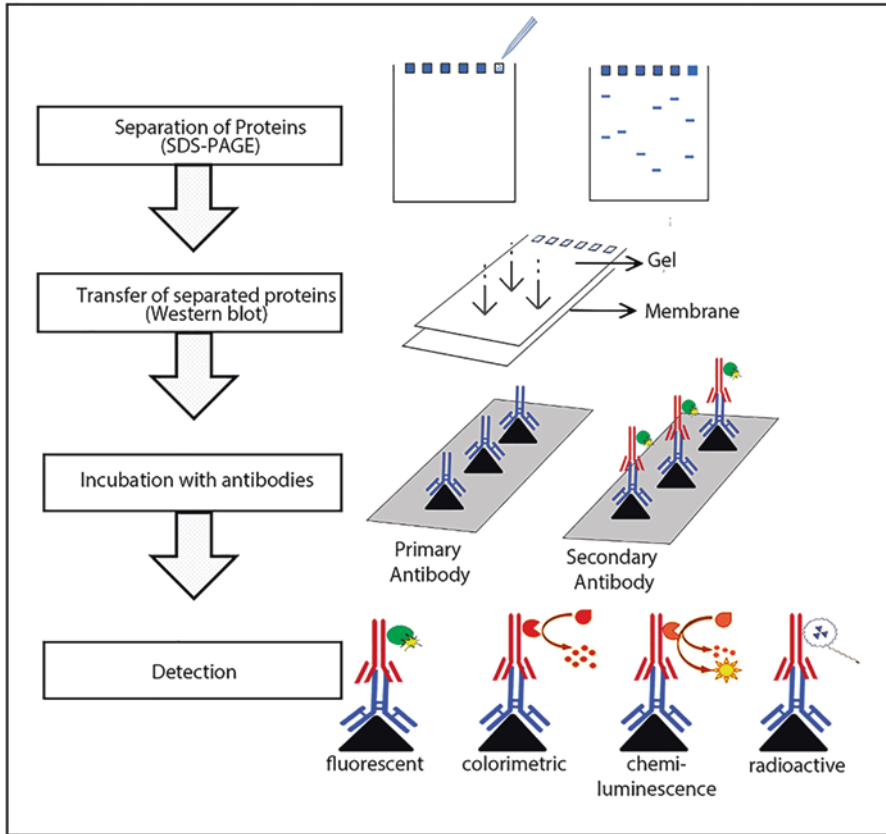 Separation of Proteins
(SDS-PAGE)
Transfer of separated proteins
(Western blot)
Gel
Membrane
Incubation with antibodies
Primary
Antibody
Secondary
Antibody
Detection
fluorescent
colorimetric
chemi-
luminescence
radioactive